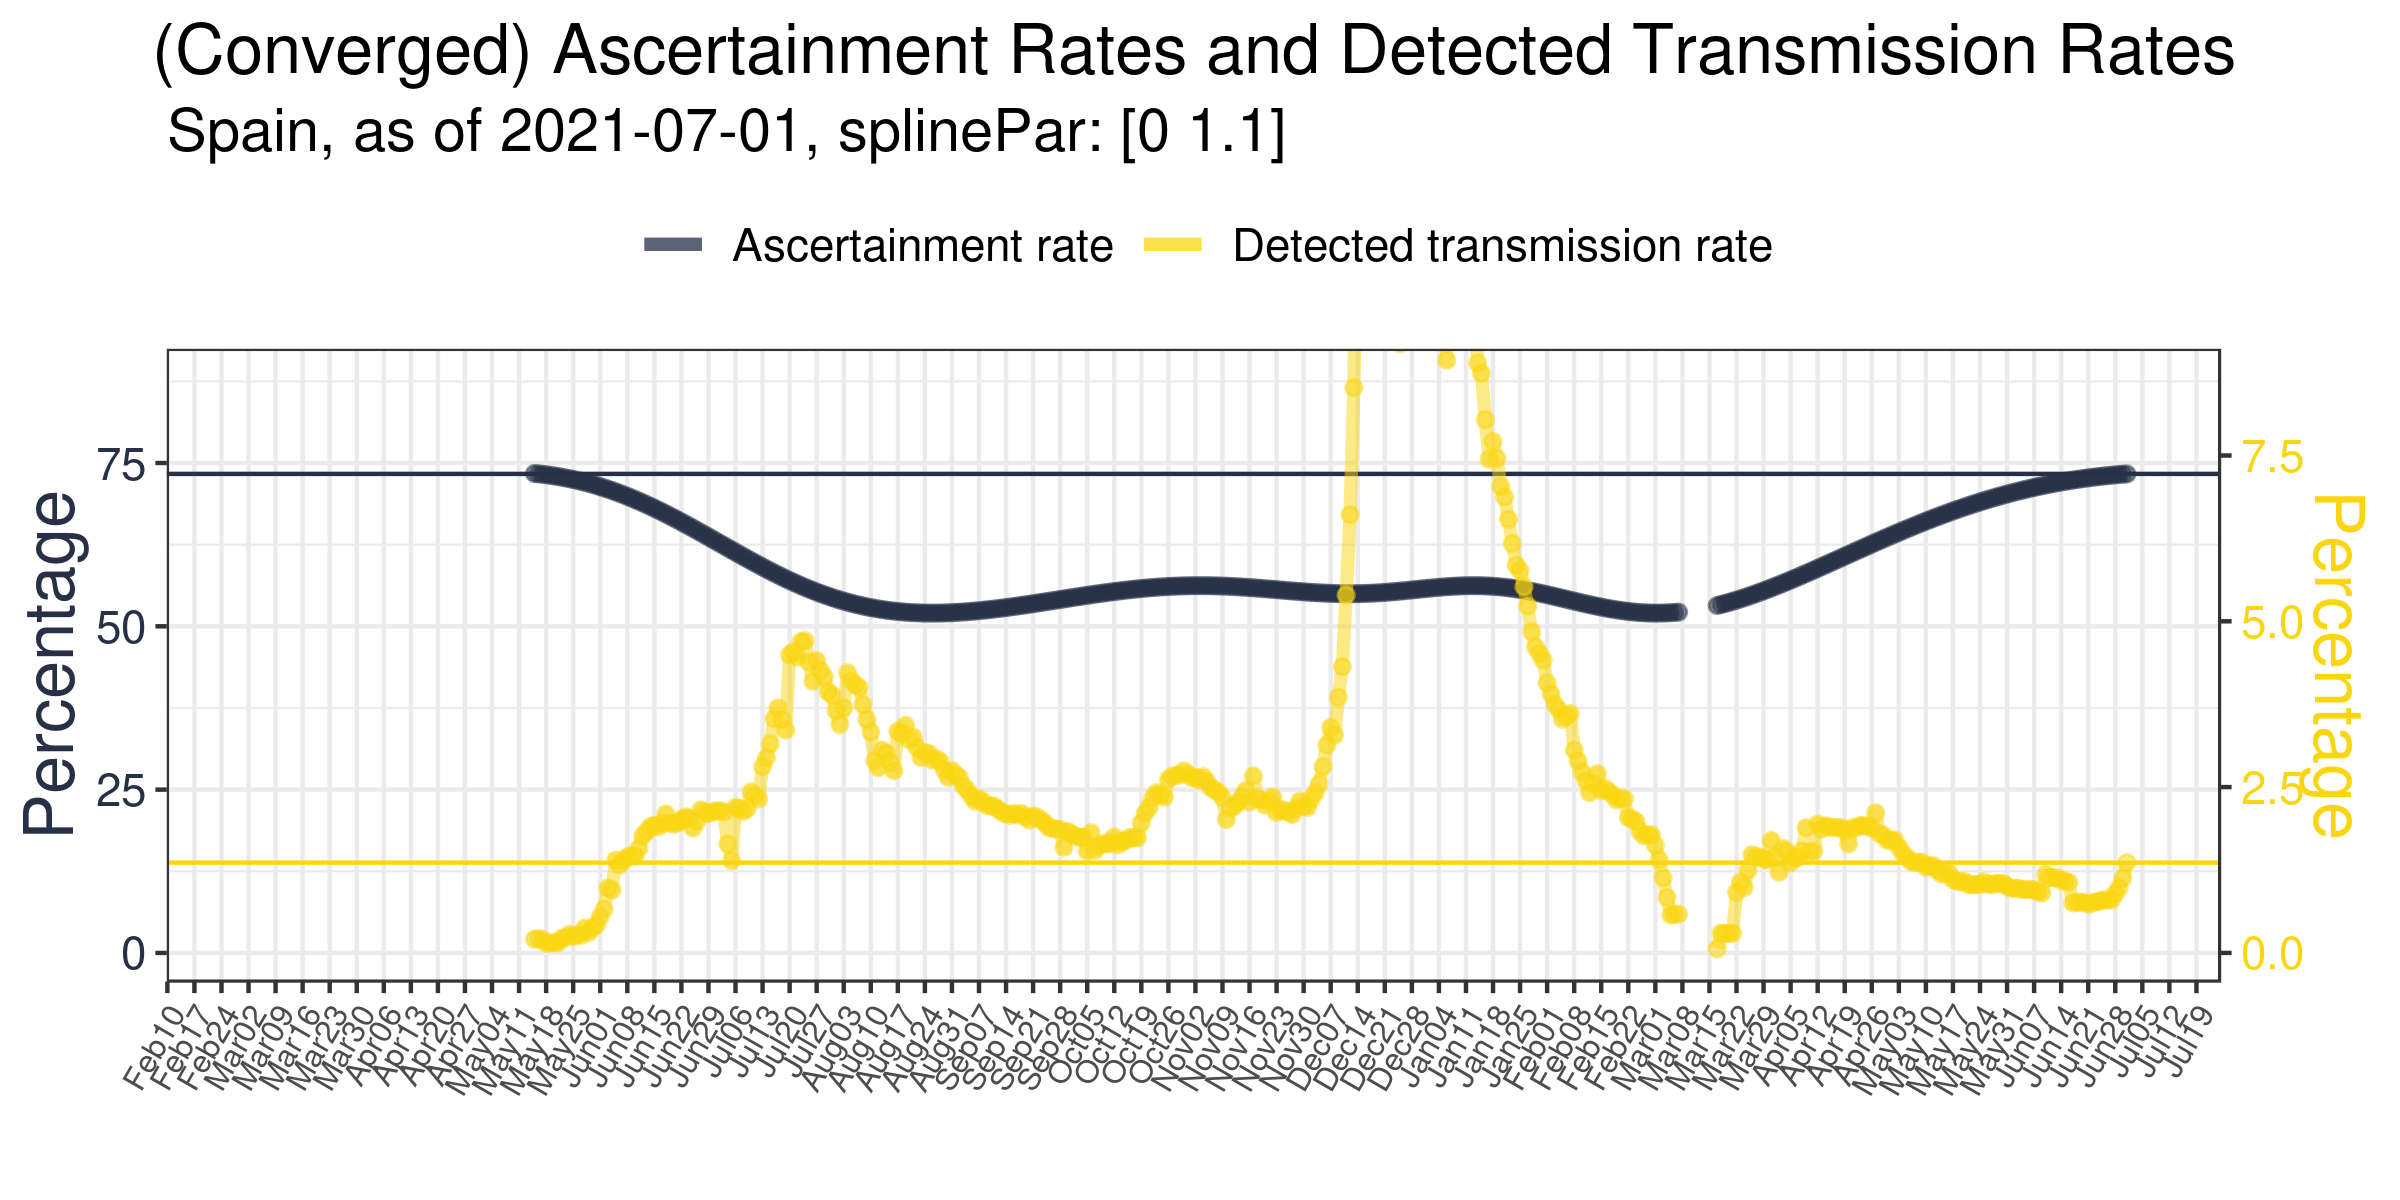 (Converged) Ascertainment Rates and Detected Transmission Rates
Spain, as of 2021-07-01, splinePar: [0 1.1]
Ascertainment rate
Detected transmission rate
Percentage
75
50
25
0
7.5
5.0
2.5
0.0
Percentage
Feb10
Feb17
Feb24
Mar02
Mar09
Mar16
Mar23
Mar30
Apr06
Apr13
Apr20
Apr27
May04
May11
May18
May25
Jun01
Jun08
Jun15
Jun22
Jun29
Jul06
Jul13
Jul20
Jul27
Aug03
Aug10
Aug17
Aug24
Aug31
Sep07
Sep14
Sep21
Sep28
Oct05
Oct12
Oct19
Oct26
Nov02
Nov09
Nov16
Nov23
Nov30
Dec07
Dec14
Dec21
Dec28
Jan04
Jan11
Jan18
Jan25
Feb01
Feb08
Feb15
Feb22
Mar01
Mar08
Mar15
Mar22
Mar29
Apr05
Apr12
Apr19
Apr26
May03
May10
May17
May24
May31
Jun07
Jun14
Jun21
Jun28
Jul05
Jul12
Jul19